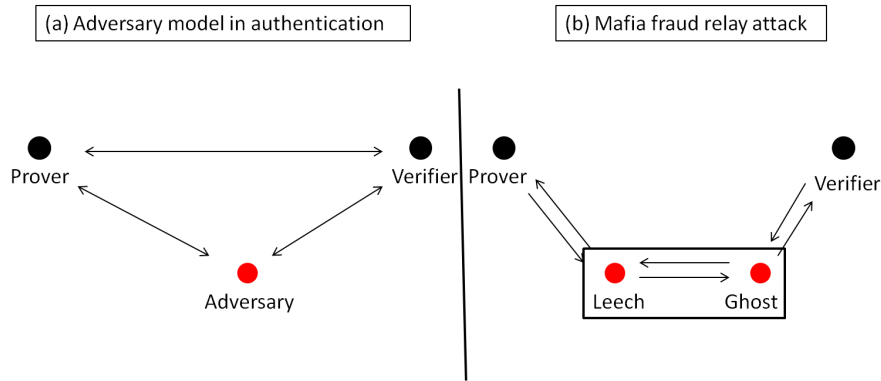 (a) Adversary model in authentication
(b) Mafia fraud relay attack
Prover
Verifier
Adversary
Prover
Verifier
Leech
Ghost